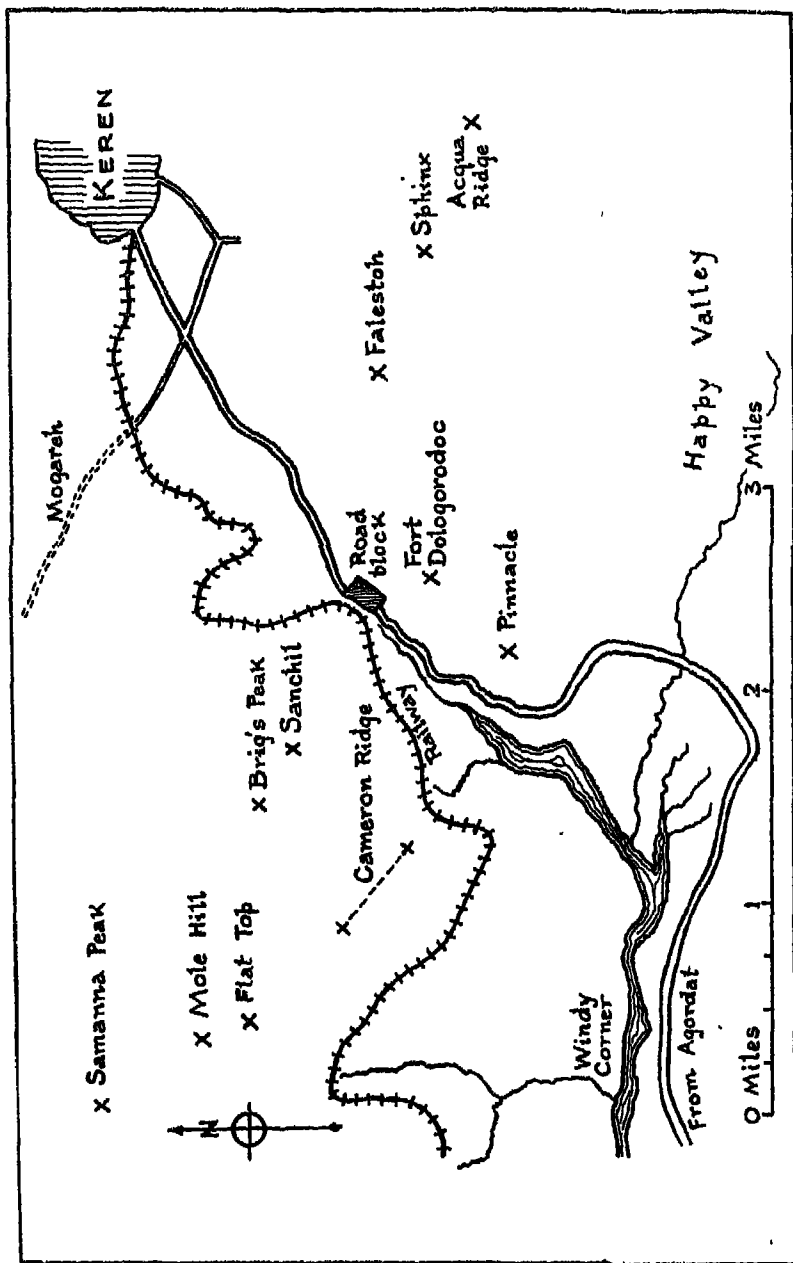 KEREN
Mogareh
Samanna Peak
Mole Hill
Flat Top
Brig's Peak
Sanchil
Cameron Ridge
Railway
Road
block
Fort
Dologorodoc
Pinnacle
Falestoh
Sphinx
Acqua
Ridge
Happy Valley
Windy
Corner
From Agordat
N
0 Miles 1 2 3 Miles